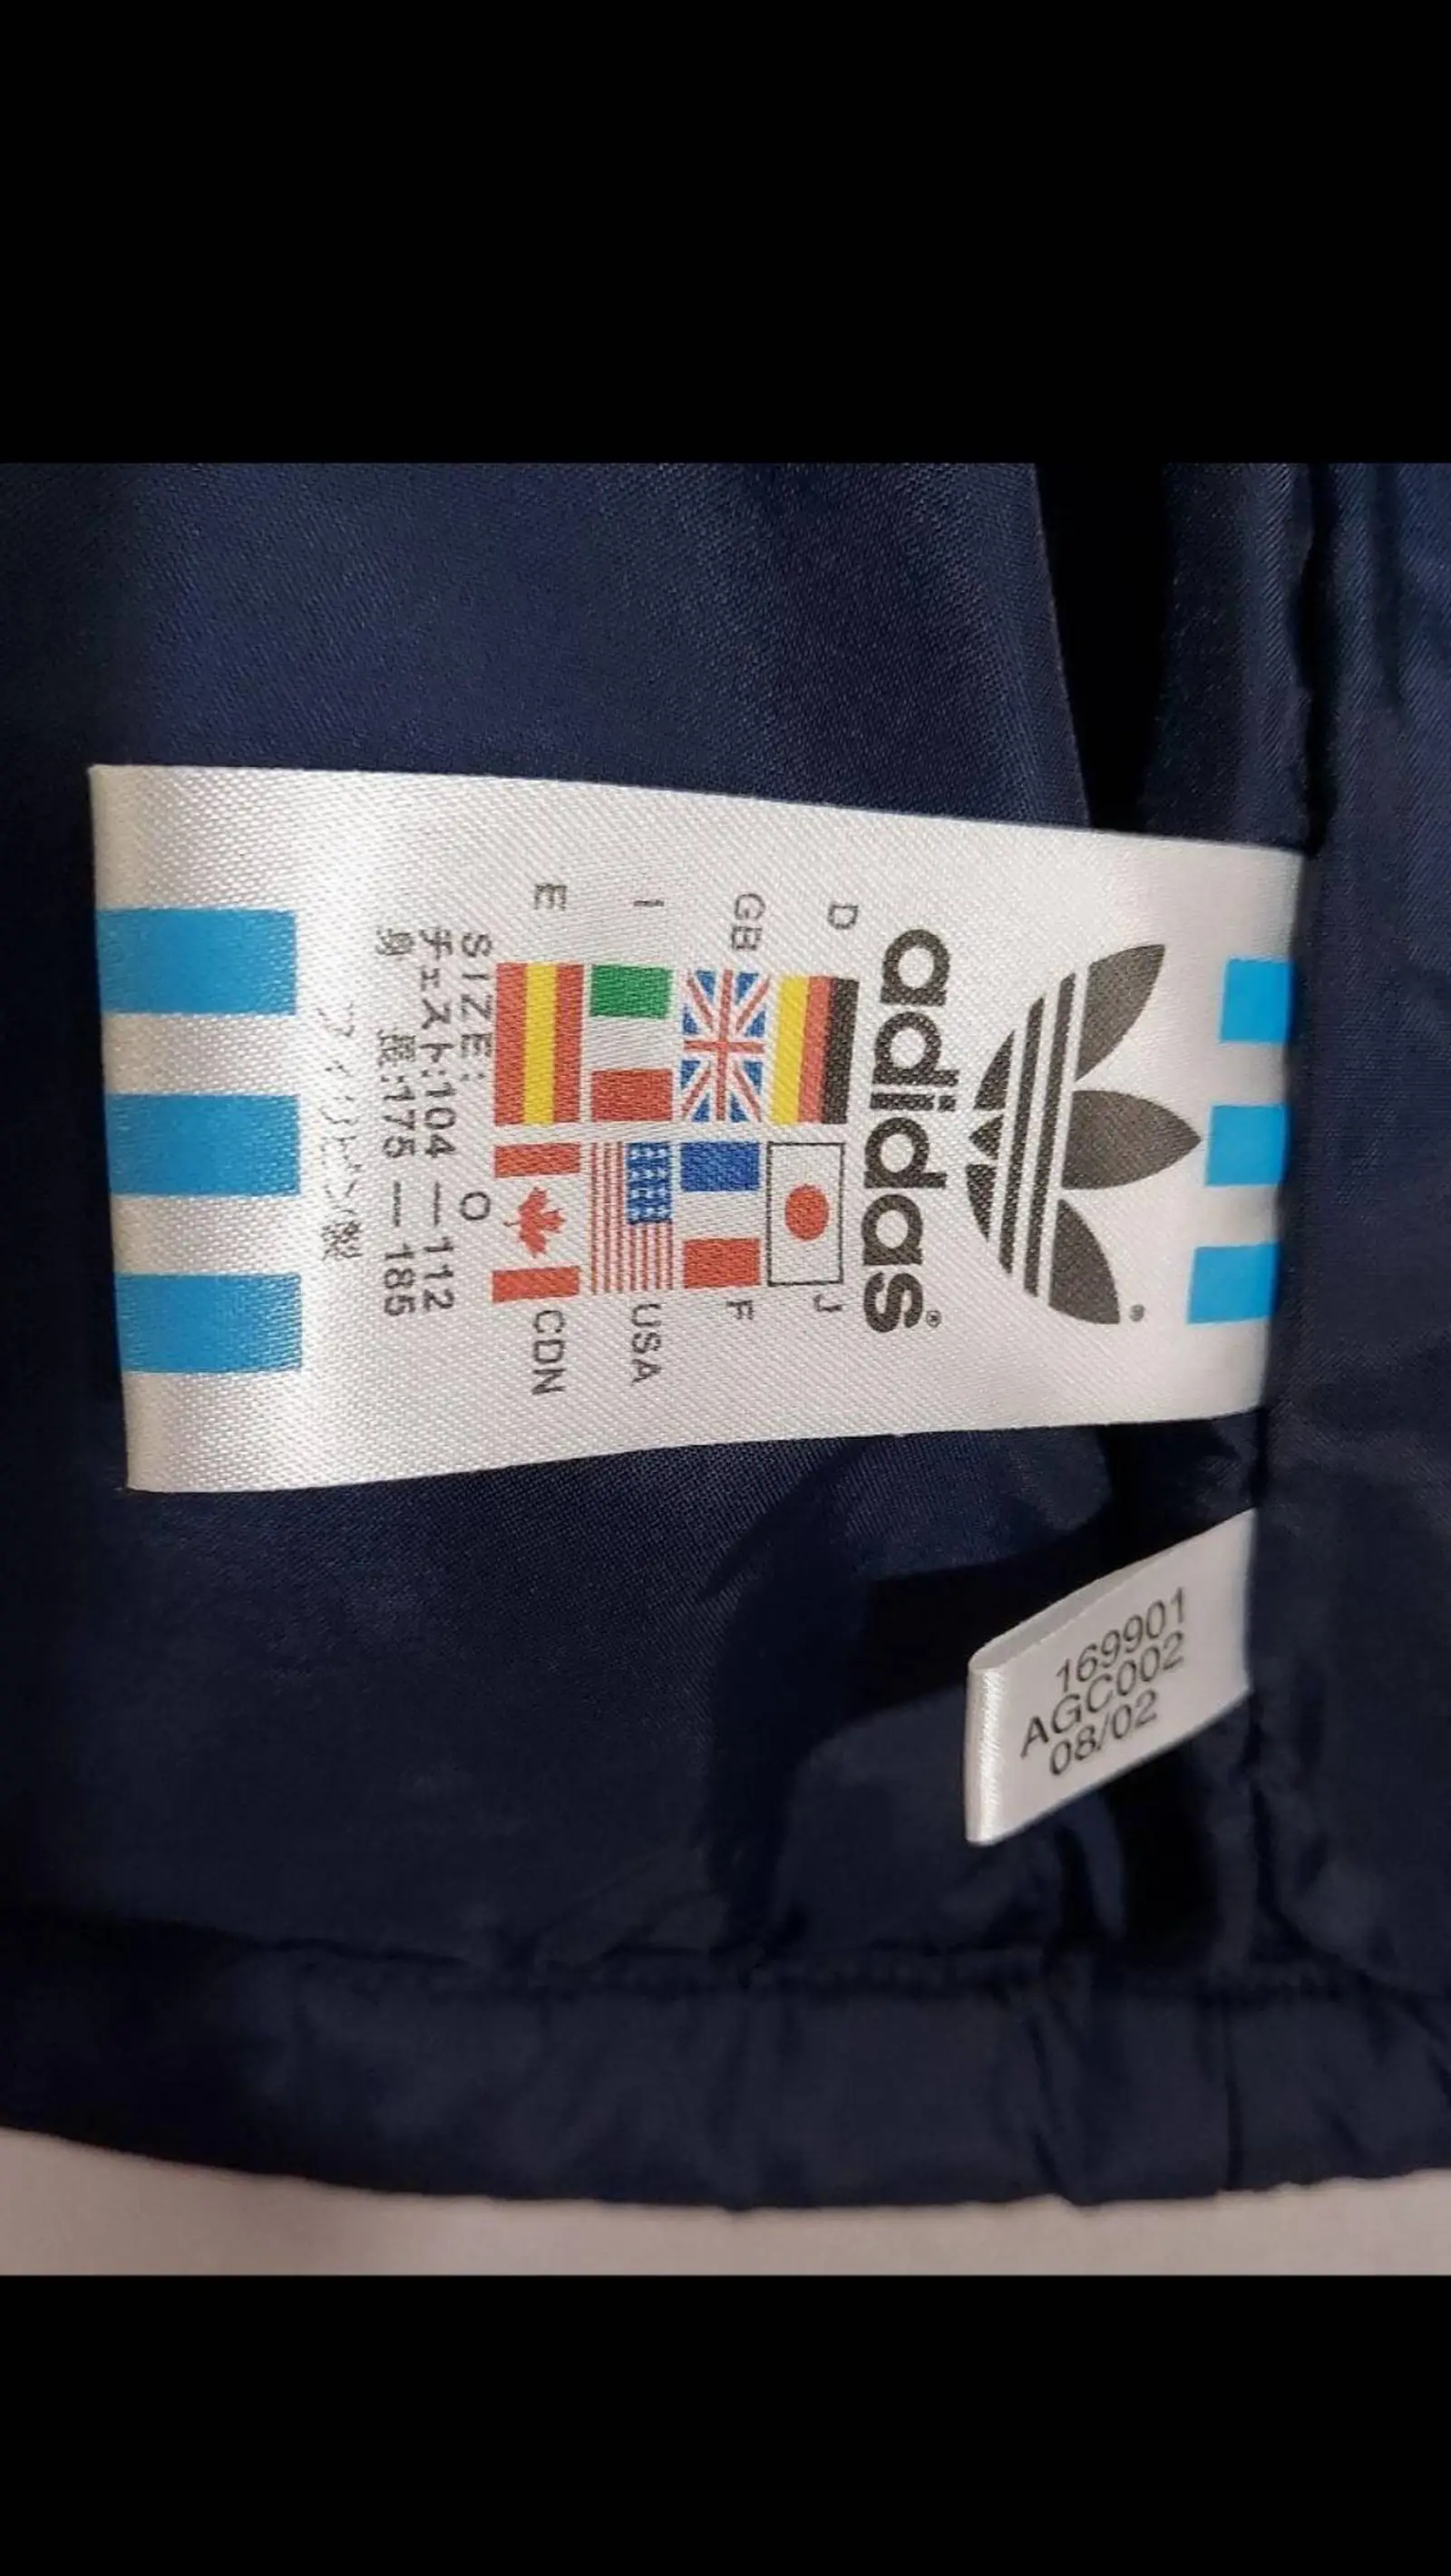 adidas®
D J
GB F
I USA
E CDN
SIZE: O
チェスト:104 — 112
身 長:175 — 185
フィリピン製
169901
AGC002
08/02